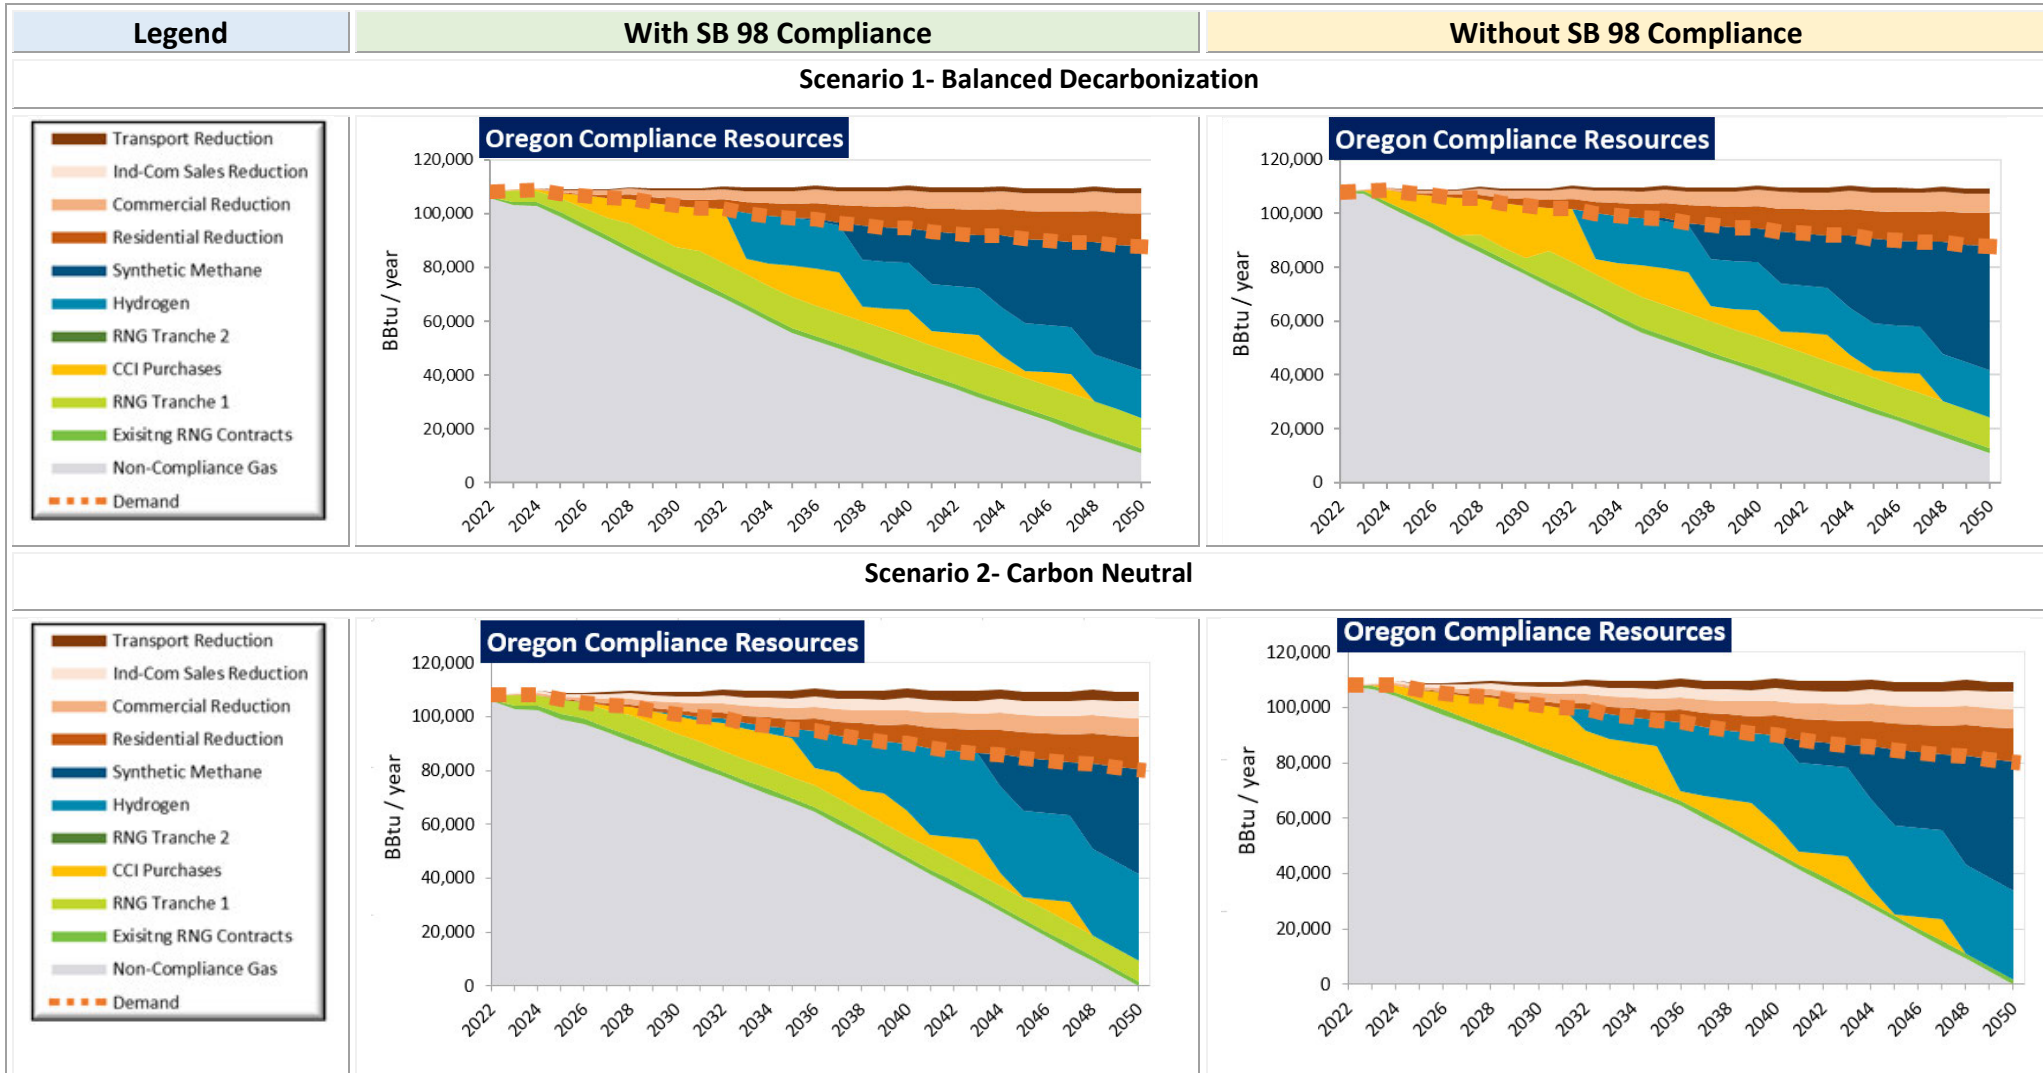 Legend
With SB 98 Compliance
Without SB 98 Compliance
Scenario 1- Balanced Decarbonization
Transport Reduction
Ind-Com Sales Reduction
Commercial Reduction
Residential Reduction
Synthetic Methane
Hydrogen
RNG Tranche 2
CCI Purchases
RNG Tranche 1
Exisitng RNG Contracts
Non-Compliance Gas
Demand
Oregon Compliance Resources
BBtu / year
120,000
100,000
80,000
60,000
40,000
20,000
0
2022 2024 2026 2028 2030 2032 2034 2036 2038 2040 2042 2044 2046 2048 2050
Oregon Compliance Resources
BBtu / year
120,000
100,000
80,000
60,000
40,000
20,000
0
2022 2024 2026 2028 2030 2032 2034 2036 2038 2040 2042 2044 2046 2048 2050
Scenario 2- Carbon Neutral
Transport Reduction
Ind-Com Sales Reduction
Commercial Reduction
Residential Reduction
Synthetic Methane
Hydrogen
RNG Tranche 2
CCI Purchases
RNG Tranche 1
Exisitng RNG Contracts
Non-Compliance Gas
Demand
Oregon Compliance Resources
BBtu / year
120,000
100,000
80,000
60,000
40,000
20,000
0
2022 2024 2026 2028 2030 2032 2034 2036 2038 2040 2042 2044 2046 2048 2050
Oregon Compliance Resources
BBtu / year
120,000
100,000
80,000
60,000
40,000
20,000
0
2022 2024 2026 2028 2030 2032 2034 2036 2038 2040 2042 2044 2046 2048 2050